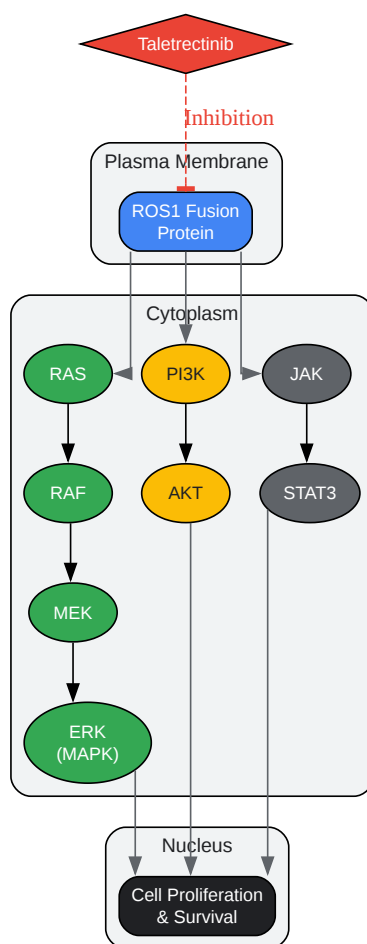 Taletrectinib
Inhibition
Plasma Membrane
ROS1 Fusion
Protein
Cytoplasm
RAS
PI3K
JAK
RAF
AKT
STAT3
MEK
ERK
(MAPK)
Nucleus
Cell Proliferation
& Survival